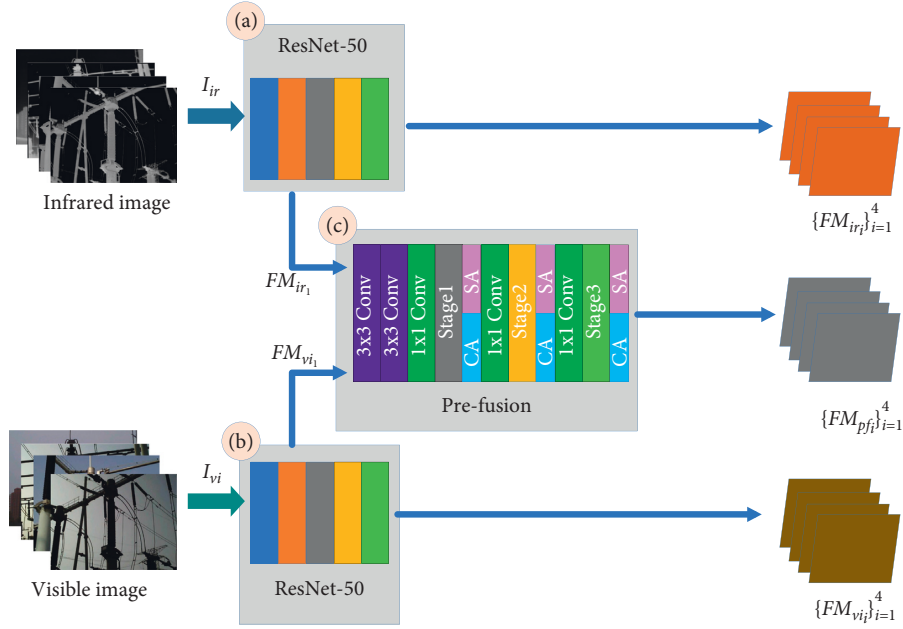 (a)
ResNet-50
I_ir
Infrared image
{FM_ir_i}^4_i=1
(c)
FM_ir_1
3x3 Conv
3x3 Conv
1x1 Conv
Stage1
SA
CA
1x1 Conv
Stage2
SA
CA
1x1 Conv
Stage3
SA
CA
FM_vi_1
Pre-fusion
{FM_pf_i}^4_i=1
(b)
I_vi
Visible image
ResNet-50
{FM_vi_i}^4_i=1